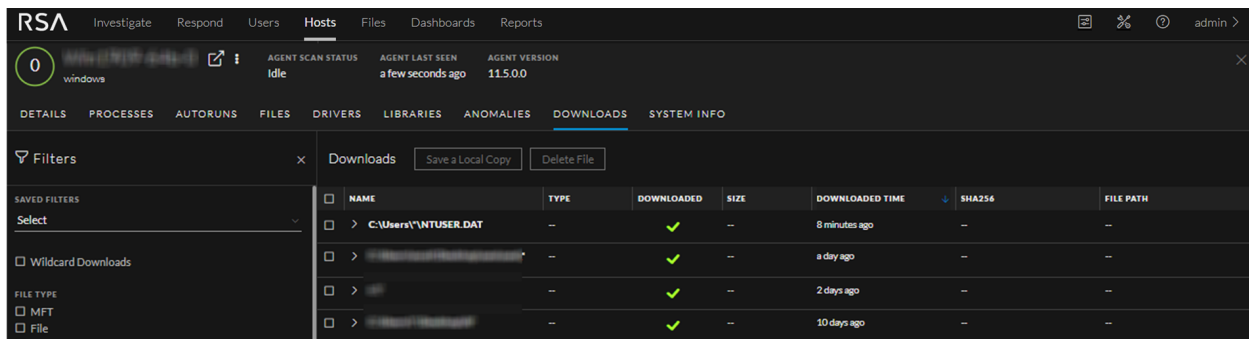 RSA Investigate Respond Users Hosts Files Dashboards Reports admin >
0 AGENT SCAN STATUS AGENT LAST SEEN AGENT VERSION
windows Idle a few seconds ago 11.5.0.0
DETAILS PROCESSES AUTORUNS FILES DRIVERS LIBRARIES ANOMALIES DOWNLOADS SYSTEM INFO
Filters Downloads Save a Local Copy Delete File
SAVED FILTERS NAME TYPE DOWNLOADED SIZE DOWNLOADED TIME SHA256 FILE PATH
Select C:\Users\*\NTUSER.DAT -- -- 8 minutes ago -- --
Wildcard Downloads -- -- a day ago -- --
FILE TYPE -- -- 2 days ago -- --
MFT
File -- -- 10 days ago -- --